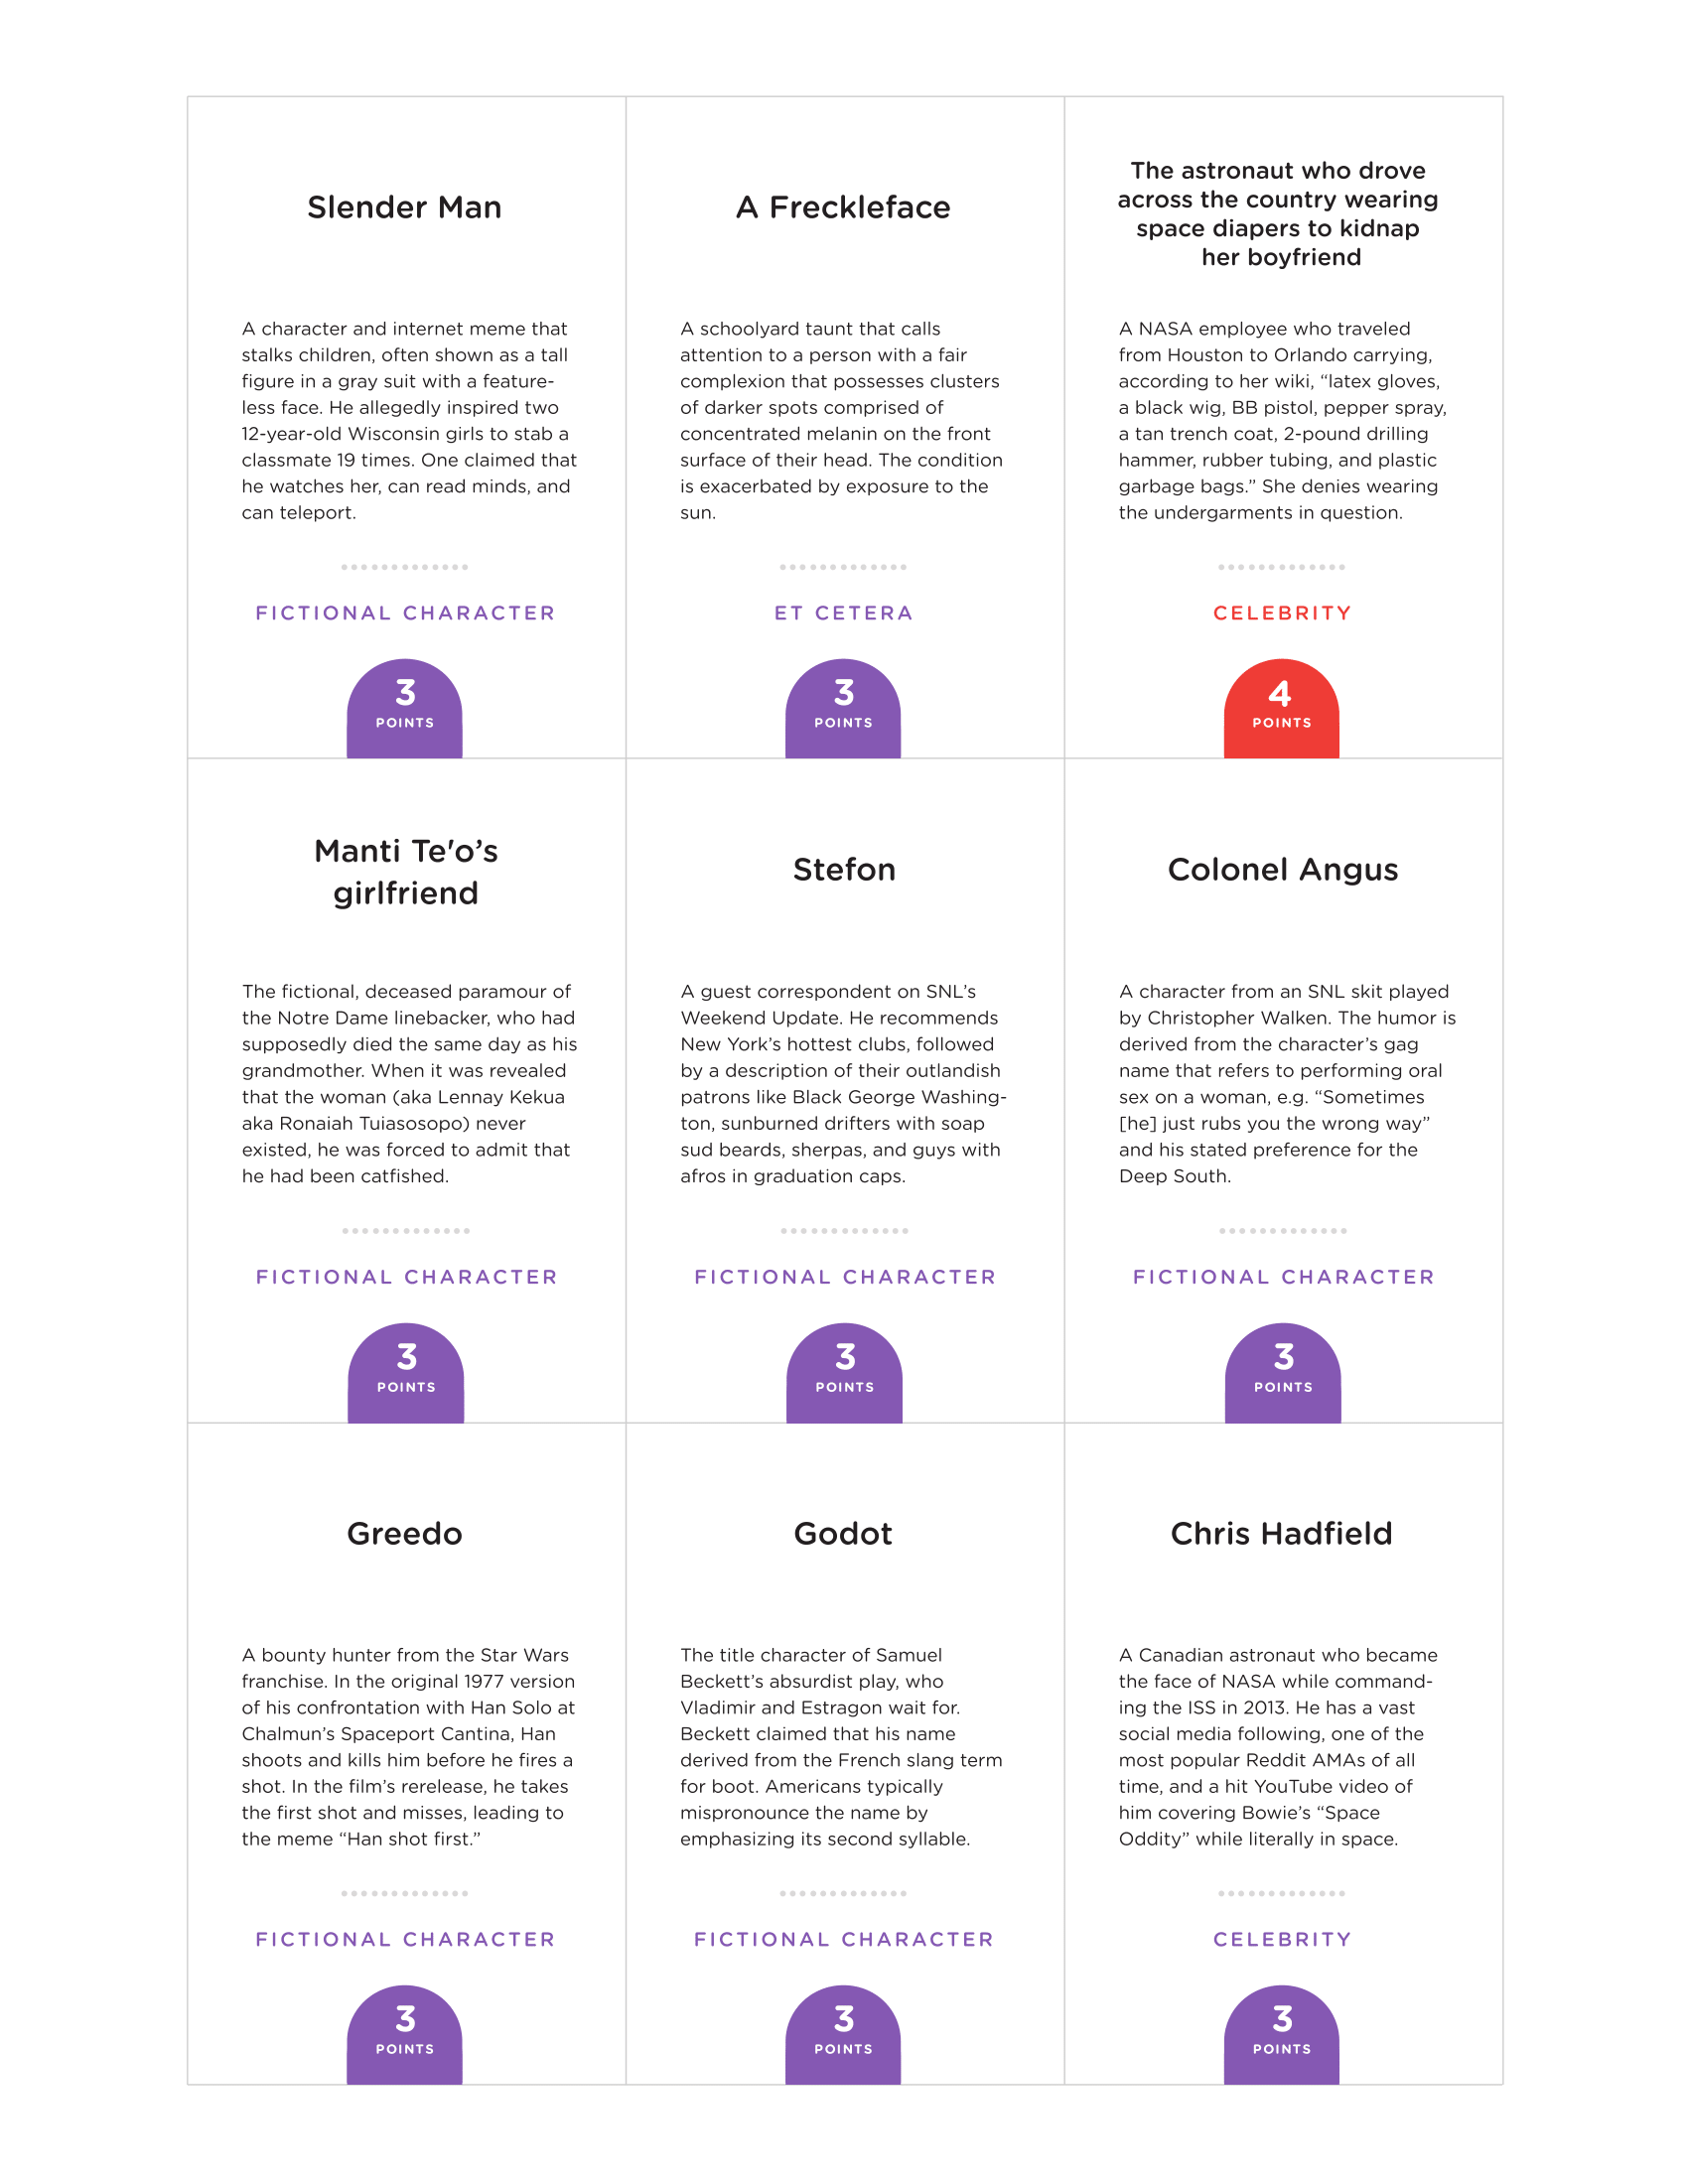 Slender Man
A character and internet meme that
stalks children, often shown as a tall
figure in a gray suit with a feature-
less face. He allegedly inspired two
12-year-old Wisconsin girls to stab a
classmate 19 times. One claimed that
he watches her, can read minds, and
can teleport.
FICTIONAL CHARACTER
3
POINTS
A Freckleface
A schoolyard taunt that calls
attention to a person with a fair
complexion that possesses clusters
of darker spots comprised of
concentrated melanin on the front
surface of their head. The condition
is exacerbated by exposure to the
sun.
ET CETERA
3
POINTS
The astronaut who drove
across the country wearing
space diapers to kidnap
her boyfriend
A NASA employee who traveled
from Houston to Orlando carrying,
according to her wiki, “latex gloves,
a black wig, BB pistol, pepper spray,
a tan trench coat, 2-pound drilling
hammer, rubber tubing, and plastic
garbage bags.” She denies wearing
the undergarments in question.
CELEBRITY
4
POINTS
Manti Te'o’s
girlfriend
The fictional, deceased paramour of
the Notre Dame linebacker, who had
supposedly died the same day as his
grandmother. When it was revealed
that the woman (aka Lennay Kekua
aka Ronaiah Tuiasosopo) never
existed, he was forced to admit that
he had been catfished.
FICTIONAL CHARACTER
3
POINTS
Stefon
A guest correspondent on SNL’s
Weekend Update. He recommends
New York’s hottest clubs, followed
by a description of their outlandish
patrons like Black George Washing-
ton, sunburned drifters with soap
sud beards, sherpas, and guys with
afros in graduation caps.
FICTIONAL CHARACTER
3
POINTS
Colonel Angus
A character from an SNL skit played
by Christopher Walken. The humor is
derived from the character’s gag
name that refers to performing oral
sex on a woman, e.g. “Sometimes
[he] just rubs you the wrong way”
and his stated preference for the
Deep South.
FICTIONAL CHARACTER
3
POINTS
Greedo
A bounty hunter from the Star Wars
franchise. In the original 1977 version
of his confrontation with Han Solo at
Chalmun’s Spaceport Cantina, Han
shoots and kills him before he fires a
shot. In the film’s rerelease, he takes
the first shot and misses, leading to
the meme “Han shot first.”
FICTIONAL CHARACTER
3
POINTS
Godot
The title character of Samuel
Beckett’s absurdist play, who
Vladimir and Estragon wait for.
Beckett claimed that his name
derived from the French slang term
for boot. Americans typically
mispronounce the name by
emphasizing its second syllable.
FICTIONAL CHARACTER
3
POINTS
Chris Hadfield
A Canadian astronaut who became
the face of NASA while command-
ing the ISS in 2013. He has a vast
social media following, one of the
most popular Reddit AMAs of all
time, and a hit YouTube video of
him covering Bowie’s “Space
Oddity” while literally in space.
CELEBRITY
3
POINTS